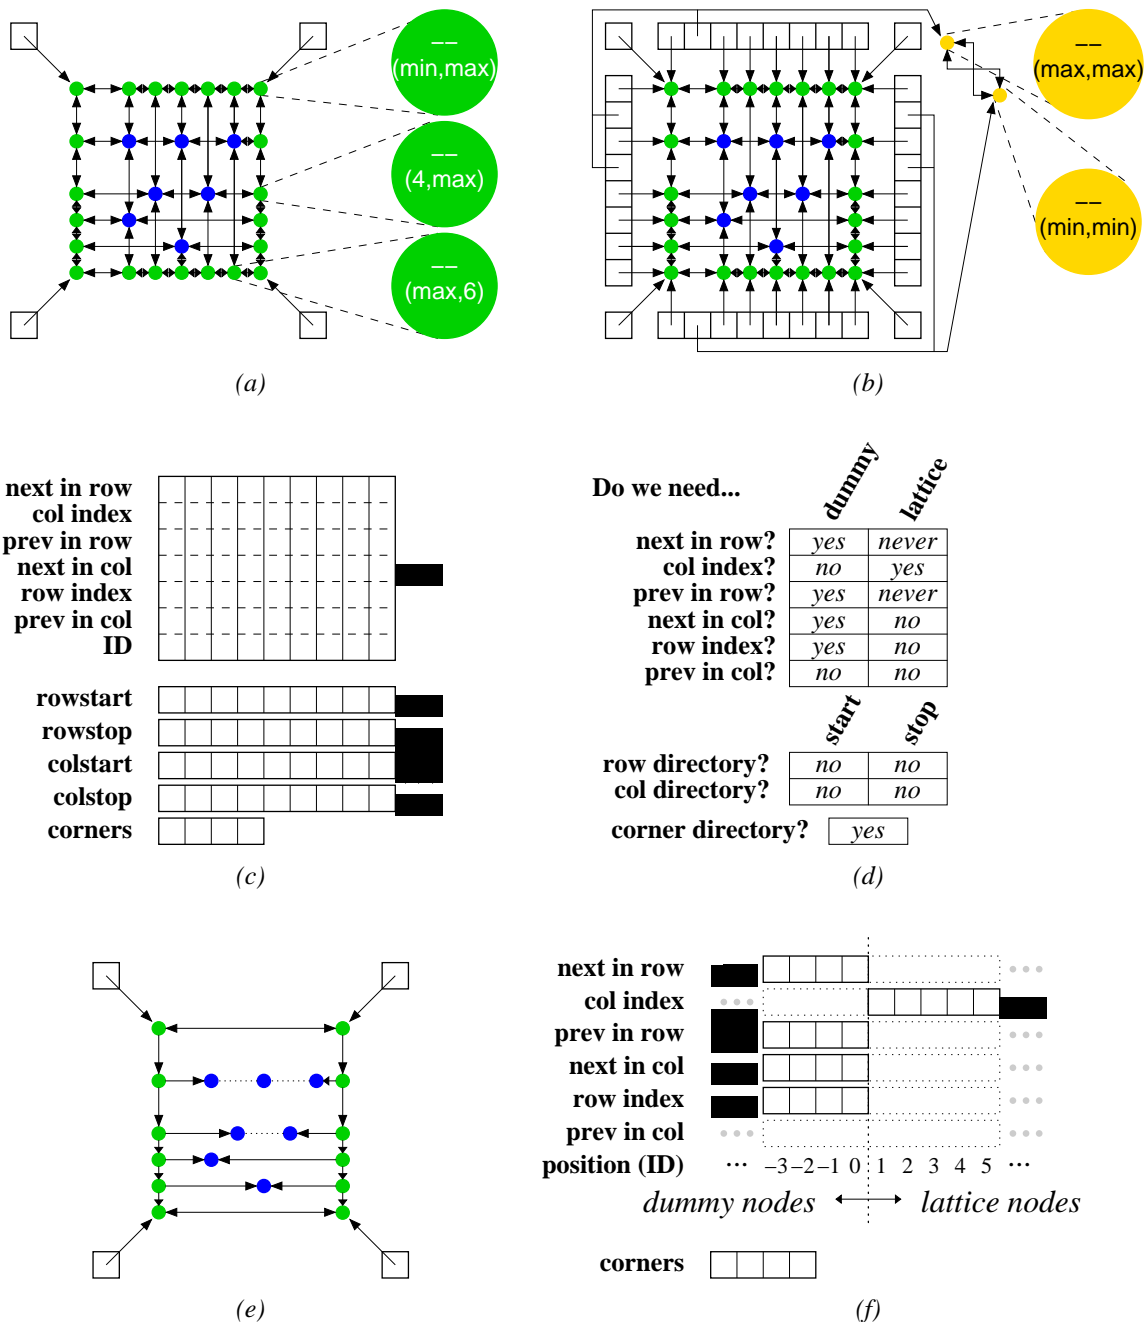 __
(min,max)
__
(4,max)
__
(max,6)
(a)
__
(max,max)
__
(min,min)
(b)
next in row
col index
prev in row
next in col
row index
prev in col
ID
rowstart
rowstop
colstart
colstop
corners
(c)
Do we need...
dummy lattice
next in row? yes never
col index? no yes
prev in row? yes never
next in col? yes no
row index? yes no
prev in col? no no
start stop
row directory? no no
col directory? no no
corner directory? yes
(d)
(e)
next in row
col index
prev in row
next in col
row index
prev in col
position (ID) ... −3 −2 −1 0 1 2 3 4 5 ...
dummy nodes lattice nodes
corners
(f)